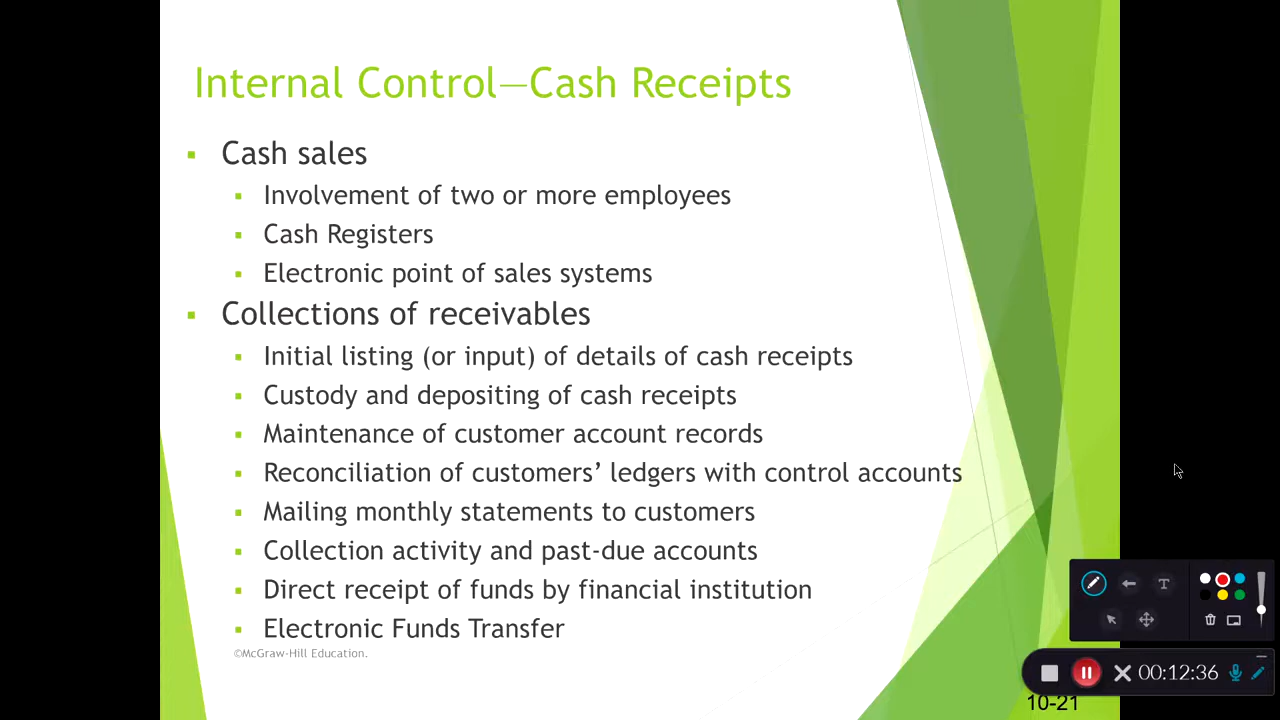 Internal Control—Cash Receipts
▪ Cash sales
▪ Involvement of two or more employees
▪ Cash Registers
▪ Electronic point of sales systems
▪ Collections of receivables
▪ Initial listing (or input) of details of cash receipts
▪ Custody and depositing of cash receipts
▪ Maintenance of customer account records
▪ Reconciliation of customers’ ledgers with control accounts
▪ Mailing monthly statements to customers
▪ Collection activity and past-due accounts
▪ Direct receipt of funds by financial institution
▪ Electronic Funds Transfer
©McGraw-Hill Education.
T
00:12:36
10-21